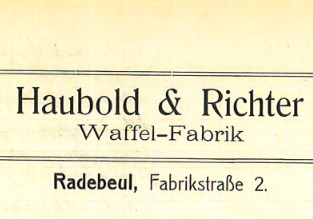 Haubold & Richter
Waffel-Fabrik
Radebeul, Fabrikstraße 2.